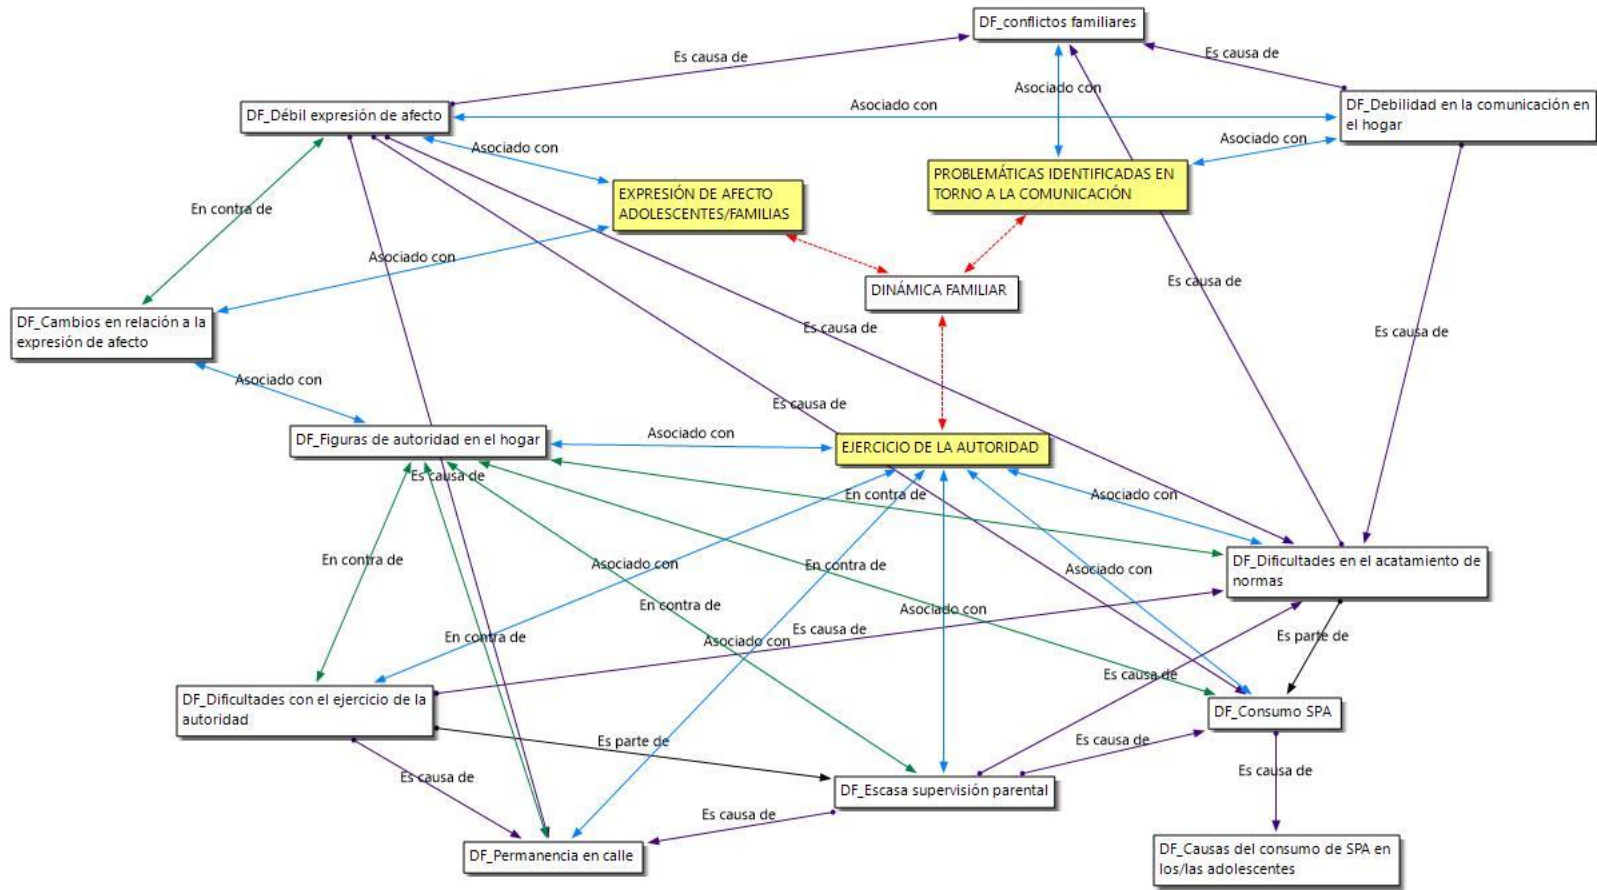 DF_conflictos familiares
Es causa de
Es causa de
Asociado con
DF_Débil expresión de afecto
Asociado con
DF_Debilidad en la comunicación en
el hogar
Asociado con
Asociado con
EXPRESIÓN DE AFECTO
ADOLESCENTES/FAMILIAS
PROBLEMÁTICAS IDENTIFICADAS EN
TORNO A LA COMUNICACIÓN
En contra de
Asociado con
DINÁMICA FAMILIAR
Es causa de
DF_Cambios en relación a la
expresión de afecto
Es causa de
Es causa de
Asociado con
Es causa de
DF_Figuras de autoridad en el hogar
Asociado con
EJERCICIO DE LA AUTORIDAD
Es causa de
En contra de
Asociado con
En contra de
Asociado con
En contra de
Asociado con
DF_Dificultades en el acatamiento de
normas
En contra de
Asociado con
En contra de
Asociado con
Es causa de
Es parte de
Es causa de
DF_Dificultades con el ejercicio de la
autoridad
DF_Consumo SPA
Es parte de
Es causa de
Es causa de
DF_Escasa supervisión parental
Es causa de
Es causa de
DF_Permanencia en calle
DF_Causas del consumo de SPA en
los/las adolescentes